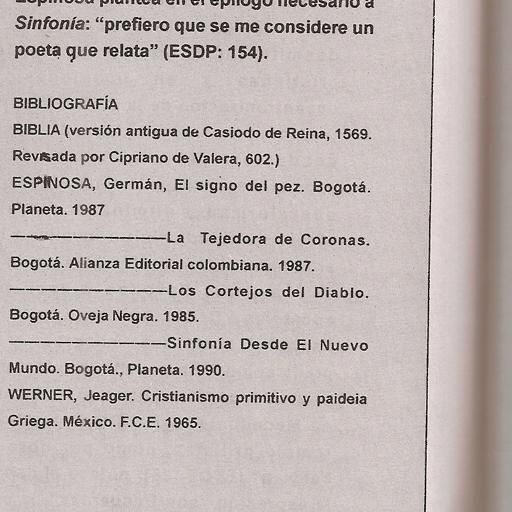 Espinosa plantea en el epílogo necesario a
Sinfonía: “prefiero que se me considere un
poeta que relata” (ESDP: 154).
BIBLIOGRAFÍA
BIBLIA (versión antigua de Casiodo de Reina, 1569.
Revisada por Cipriano de Valera, 602.)
ESPINOSA, Germán, El signo del pez. Bogotá.
Planeta. 1987
——————————La Tejedora de Coronas.
Bogotá. Alianza Editorial colombiana. 1987.
——————————Los Cortejos del Diablo.
Bogotá. Oveja Negra. 1985.
——————————Sinfonía Desde El Nuevo
Mundo. Bogotá., Planeta. 1990.
WERNER, Jeager. Cristianismo primitivo y paideia
Griega. México. F.C.E. 1965.